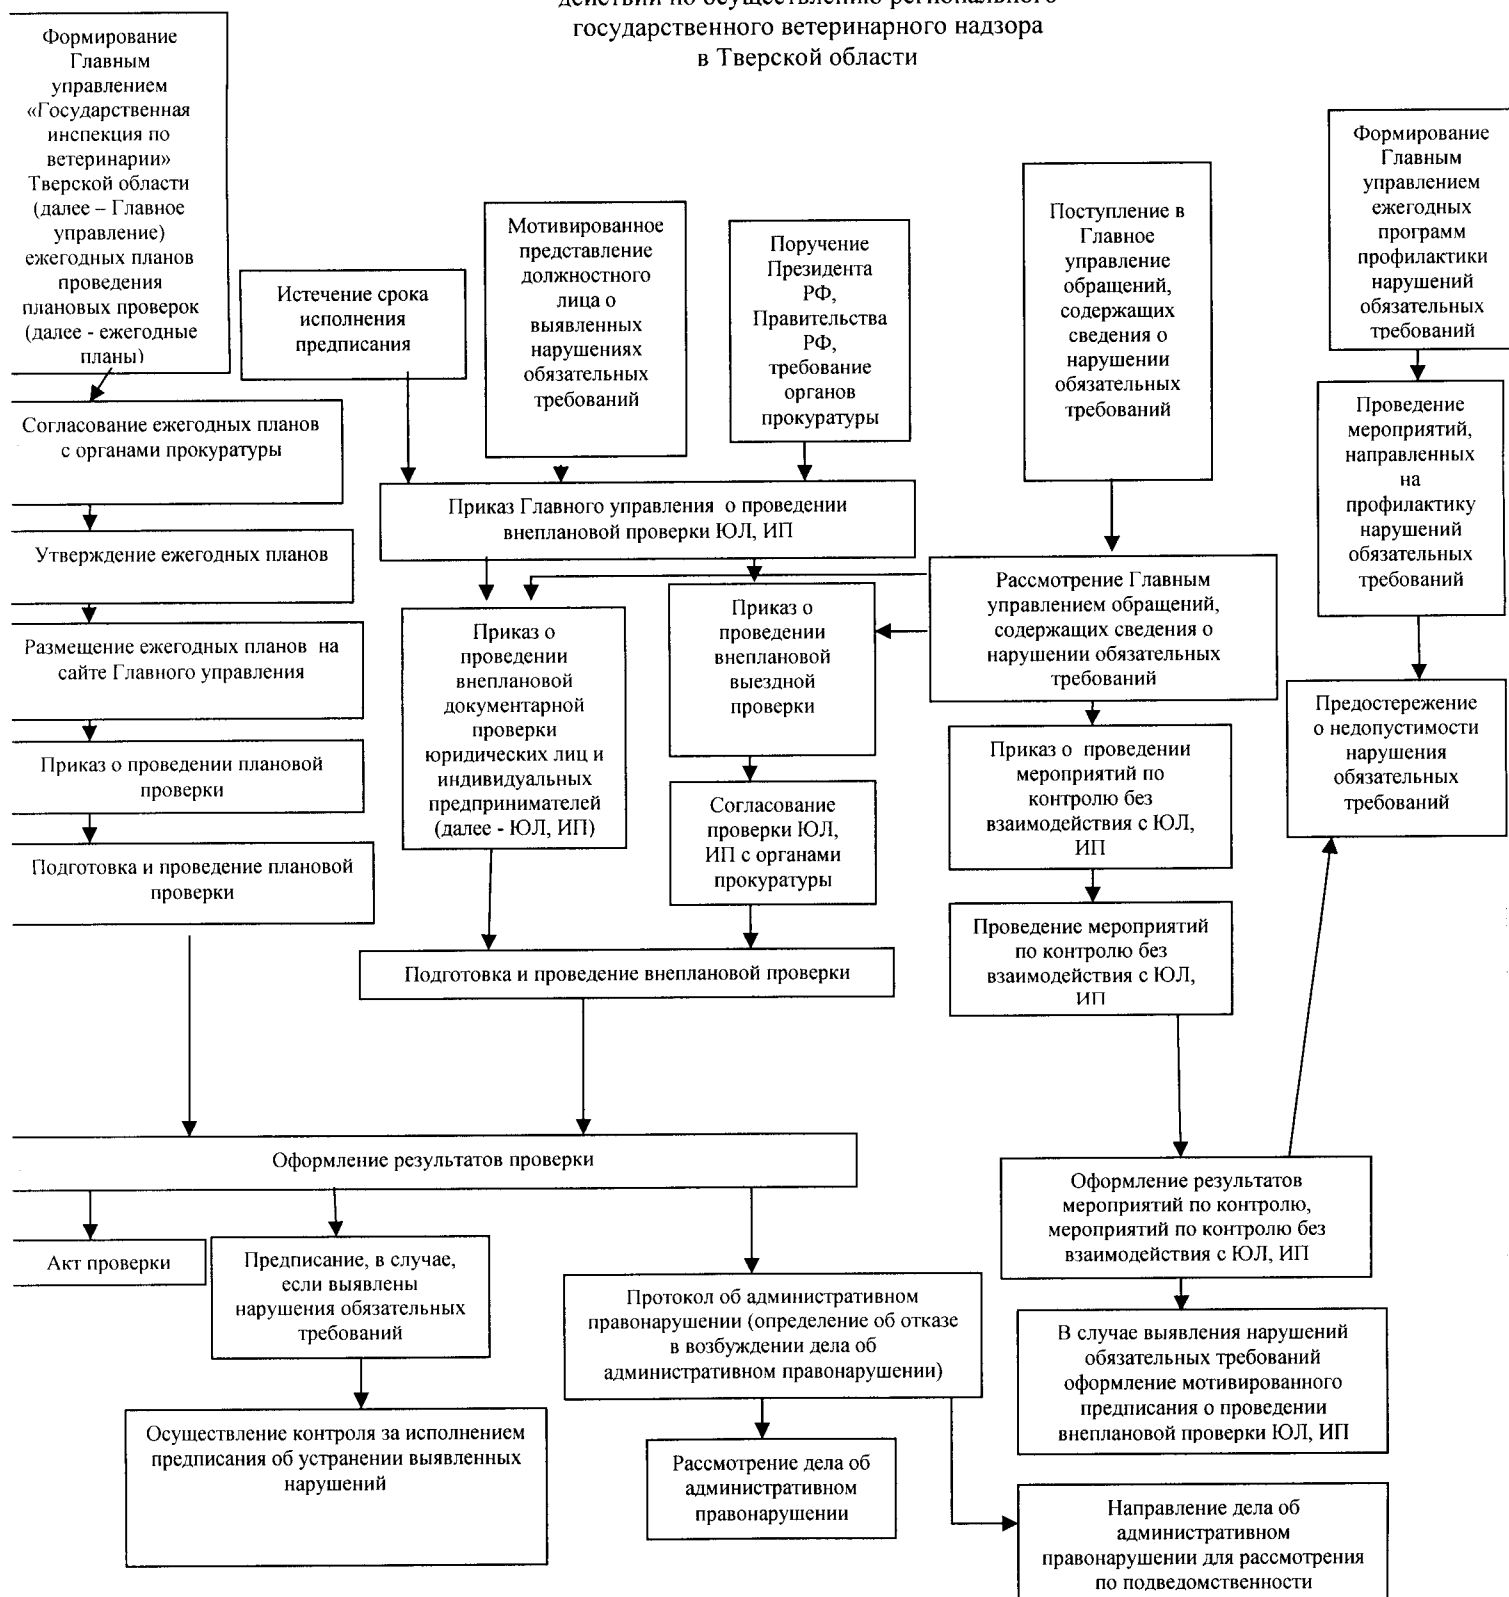 действий по осуществлению регионального
государственного ветеринарного надзора
в Тверской области
Формирование
Главным
управлением
«Государственная
инспекция по
ветеринарии»
Тверской области
(далее – Главное
управление)
ежегодных планов
проведения
плановых проверок
(далее - ежегодные
планы)
Согласование ежегодных планов
с органами прокуратуры
Утверждение ежегодных планов
Размещение ежегодных планов на
сайте Главного управления
Приказ о проведении плановой
проверки
Подготовка и проведение плановой
проверки
Истечение срока
исполнения
предписания
Мотивированное
представление
должностного
лица о
выявленных
нарушениях
обязательных
требований
Поручение
Президента
РФ,
Правительства
РФ,
требование
органов
прокуратуры
Приказ Главного управления о проведении
внеплановой проверки ЮЛ, ИП
Приказ о
проведении
внеплановой
документарной
проверки
юридических лиц и
индивидуальных
предпринимателей
(далее - ЮЛ, ИП)
Приказ о
проведении
внеплановой
выездной
проверки
Согласование
проверки ЮЛ,
ИП с органами
прокуратуры
Подготовка и проведение внеплановой проверки
Поступление в
Главное
управление
обращений,
содержащих
сведения о
нарушении
обязательных
требований
Рассмотрение Главным
управлением обращений,
содержащих сведения о
нарушении обязательных
требований
Приказ о проведении
мероприятий по
контролю без
взаимодействия с ЮЛ,
ИП
Проведение мероприятий
по контролю без
взаимодействия с ЮЛ,
ИП
Формирование
Главным
управлением
ежегодных
программ
профилактики
нарушений
обязательных
требований
Проведение
мероприятий,
направленных
на
профилактику
нарушений
обязательных
требований
Предостережение
о недопустимости
нарушения
обязательных
требований
Оформление результатов проверки
Акт проверки
Предписание, в случае,
если выявлены
нарушения обязательных
требований
Осуществление контроля за исполнением
предписания об устранении выявленных
нарушений
Протокол об административном
правонарушении (определение об отказе
в возбуждении дела об
административном правонарушении)
Рассмотрение дела об
административном
правонарушении
Оформление результатов
мероприятий по контролю,
мероприятий по контролю без
взаимодействия с ЮЛ, ИП
В случае выявления нарушений
обязательных требований
оформление мотивированного
предписания о проведении
внеплановой проверки ЮЛ, ИП
Направление дела об
административном
правонарушении для рассмотрения
по подведомственности